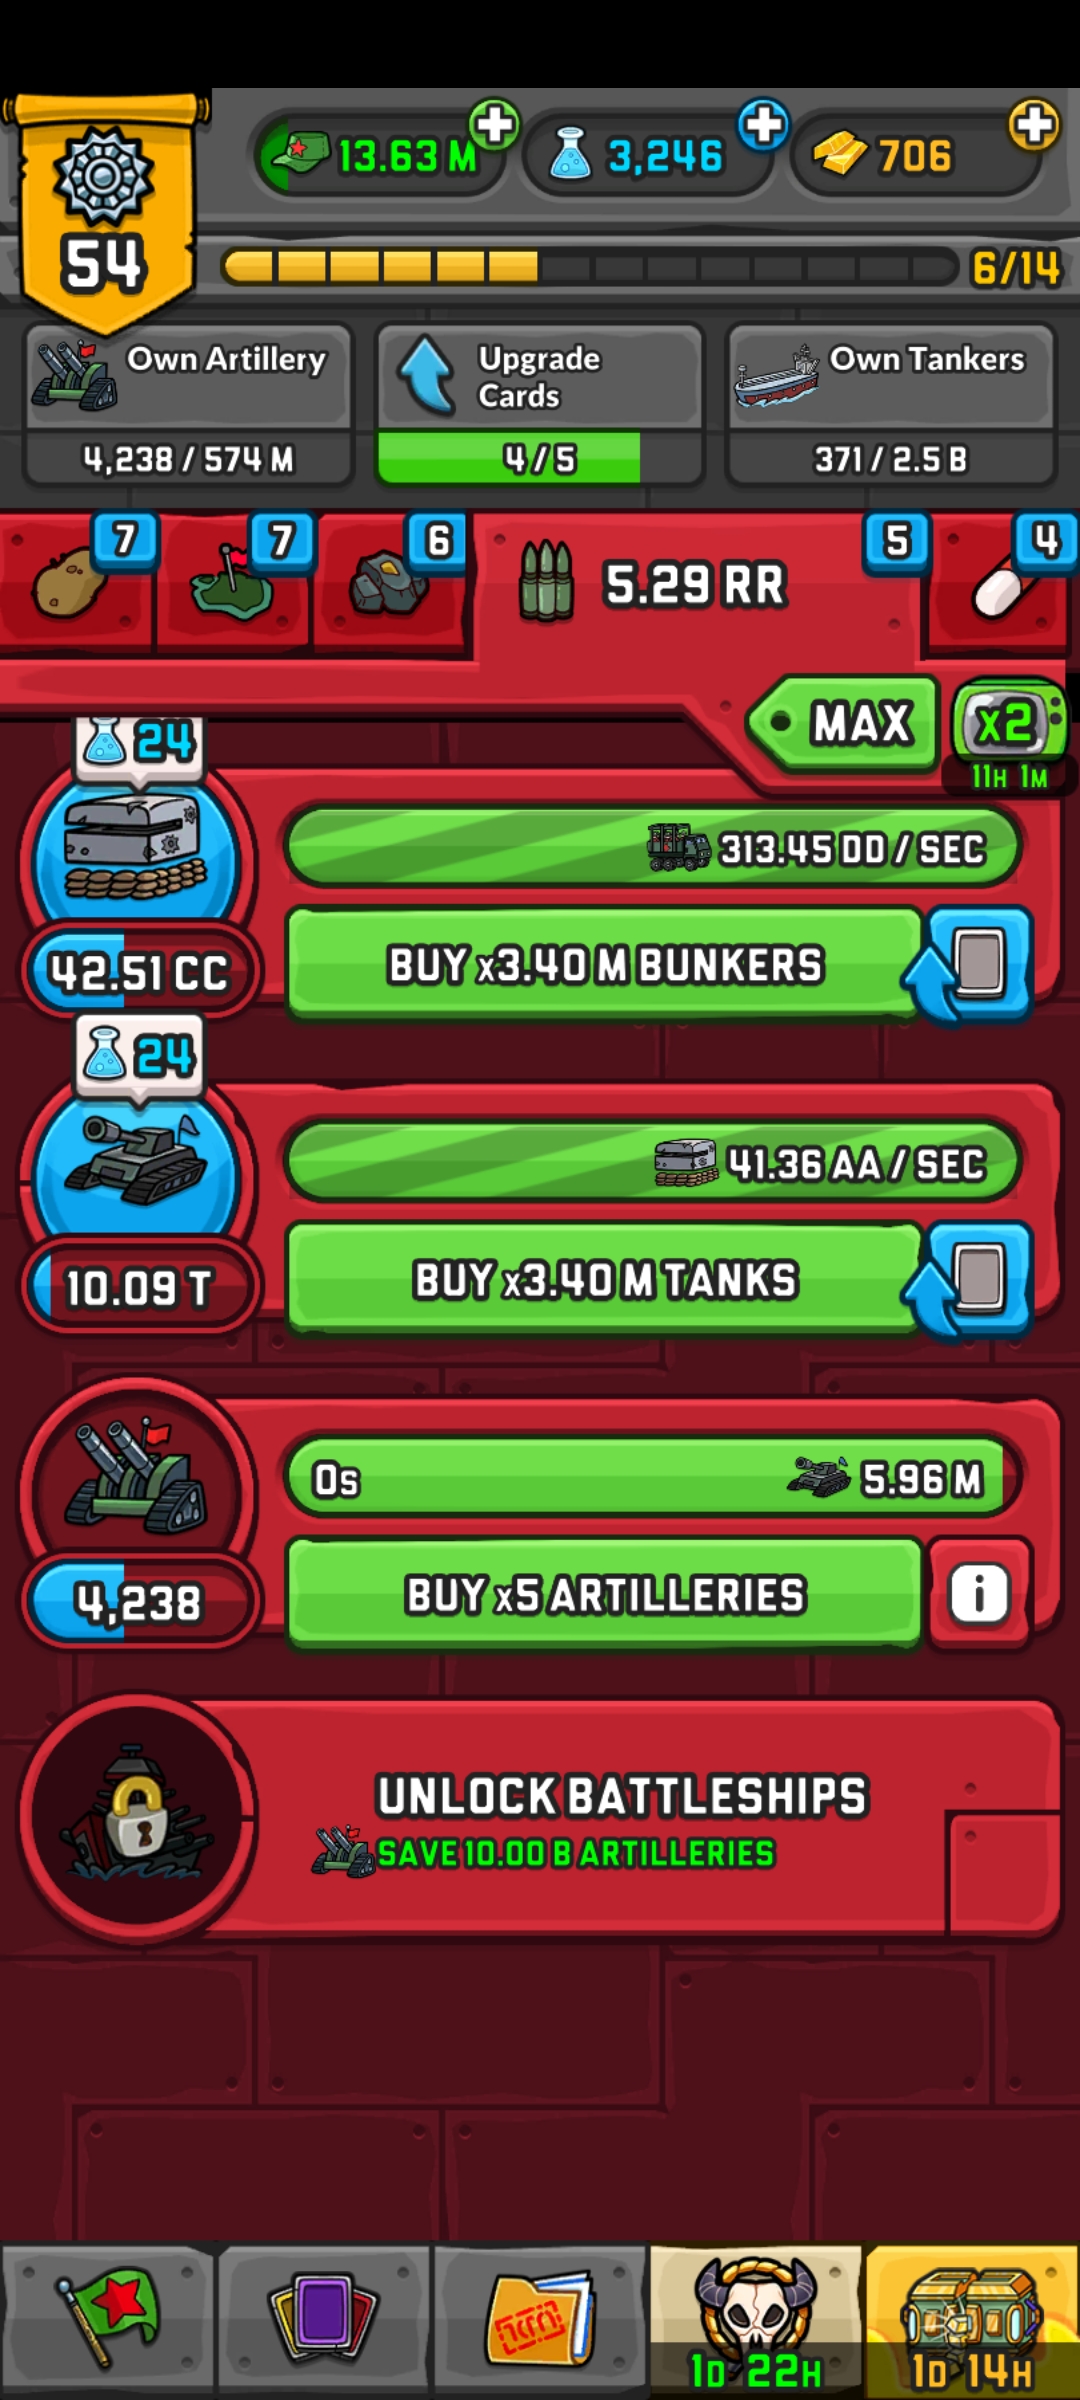 13.63 M
3,246
706
54
6/14
Own Artillery
4,238 / 574 M
Upgrade
Cards
4 / 5
Own Tankers
371 / 2.5 B
7
7
6
5.29 RR
5
4
MAX
x2
11H 1M
24
313.45 DD / SEC
42.51 CC
BUY x3.40 M BUNKERS
24
41.36 AA / SEC
10.09 T
BUY x3.40 M TANKS
0s
5.96 M
4,238
BUY x5 ARTILLERIES
i
UNLOCK BATTLESHIPS
SAVE 10.00 B ARTILLERIES
1D 22H
1D 14H